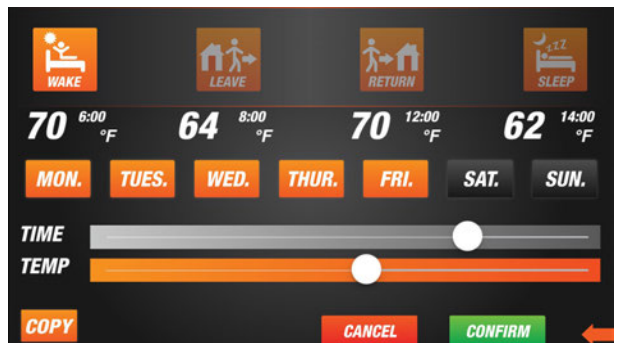 zzz
WAKE LEAVE RETURN SLEEP
70 6:00 °F 64 8:00 °F 70 12:00 °F 62 14:00 °F
MON. TUES. WED. THUR. FRI. SAT. SUN.
TIME
TEMP
COPY CANCEL CONFIRM